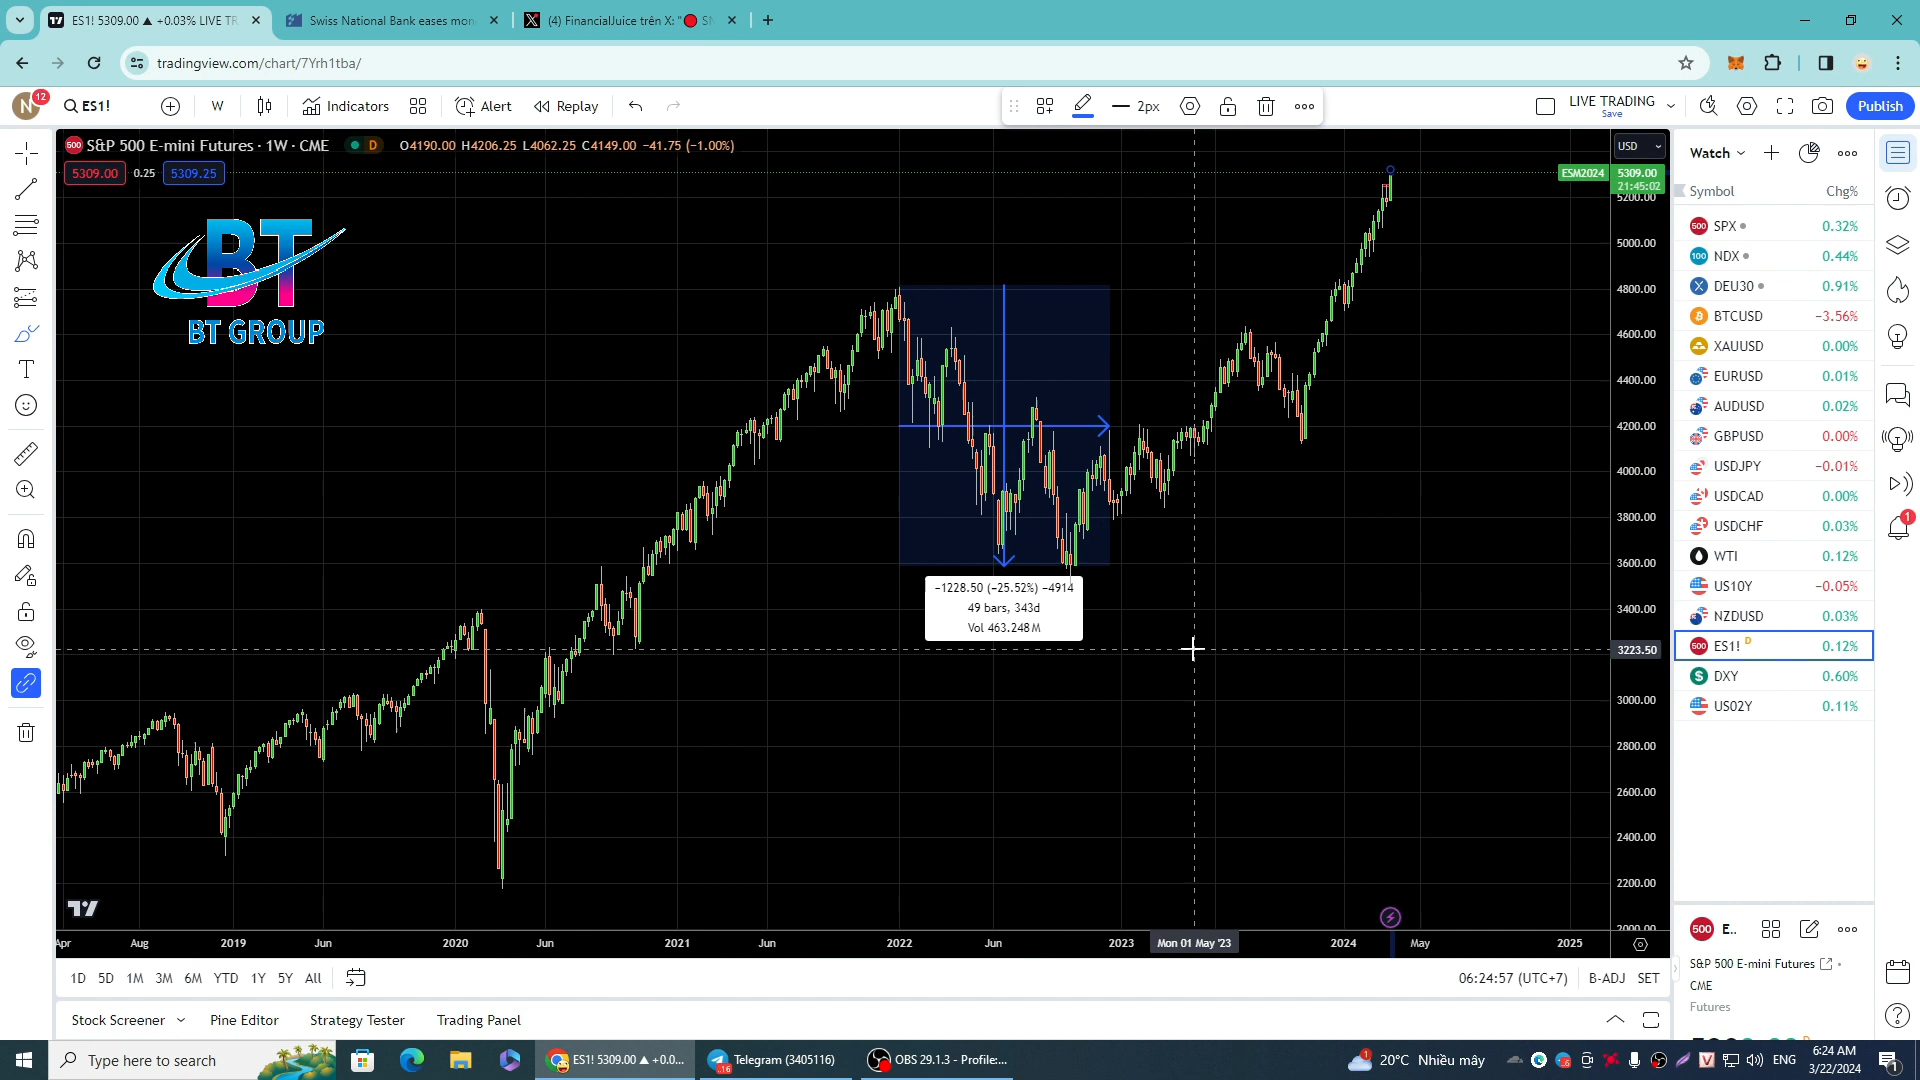 ES1! 5309.00 ▲ +0.03% LIVE TR
Swiss National Bank eases mon
(4) FinancialJuice trên X: "🔴 SN
tradingview.com/chart/7Yrh1tba/
N
12
ES1!
W
Indicators
Alert
Replay
2px
LIVE TRADING
Save
Publish
S&P 500 E-mini Futures · 1W · CME
D
O4190.00 H4206.25 L4062.25 C4149.00 −41.75 (−1.00%)
5309.00
0.25
5309.25
BT
BT GROUP
USD
ESM2024
5309.00
21:45:02
5200.00
5000.00
4800.00
4600.00
4400.00
4200.00
4000.00
3800.00
3600.00
3400.00
3223.50
3000.00
2800.00
2600.00
2400.00
2200.00
2000.00
−1228.50 (−25.52%) −4914
49 bars, 343d
Vol 463.248M
Apr
Aug
2019
Jun
2020
Jun
2021
Jun
2022
Jun
2023
Mon 01 May '23
2024
May
2025
1D
5D
1M
3M
6M
YTD
1Y
5Y
All
06:24:57 (UTC+7)
B-ADJ
SET
Stock Screener
Pine Editor
Strategy Tester
Trading Panel
Watch
Symbol
Chg%
SPX
0.32%
NDX
0.44%
DEU30
0.91%
BTCUSD
−3.56%
XAUUSD
0.00%
EURUSD
0.01%
AUDUSD
0.02%
GBPUSD
0.00%
USDJPY
−0.01%
USDCAD
0.00%
USDCHF
0.03%
WTI
0.12%
US10Y
−0.05%
NZDUSD
0.03%
ES1! D
0.12%
DXY
0.60%
US02Y
0.11%
1
500
E..
S&P 500 E-mini Futures
CME
Futures
Type here to search
ES1! 5309.00 ▲ +0.0...
Telegram (3405116)
OBS 29.1.3 - Profile:...
20°C Nhiều mây
ENG
6:24 AM
3/22/2024